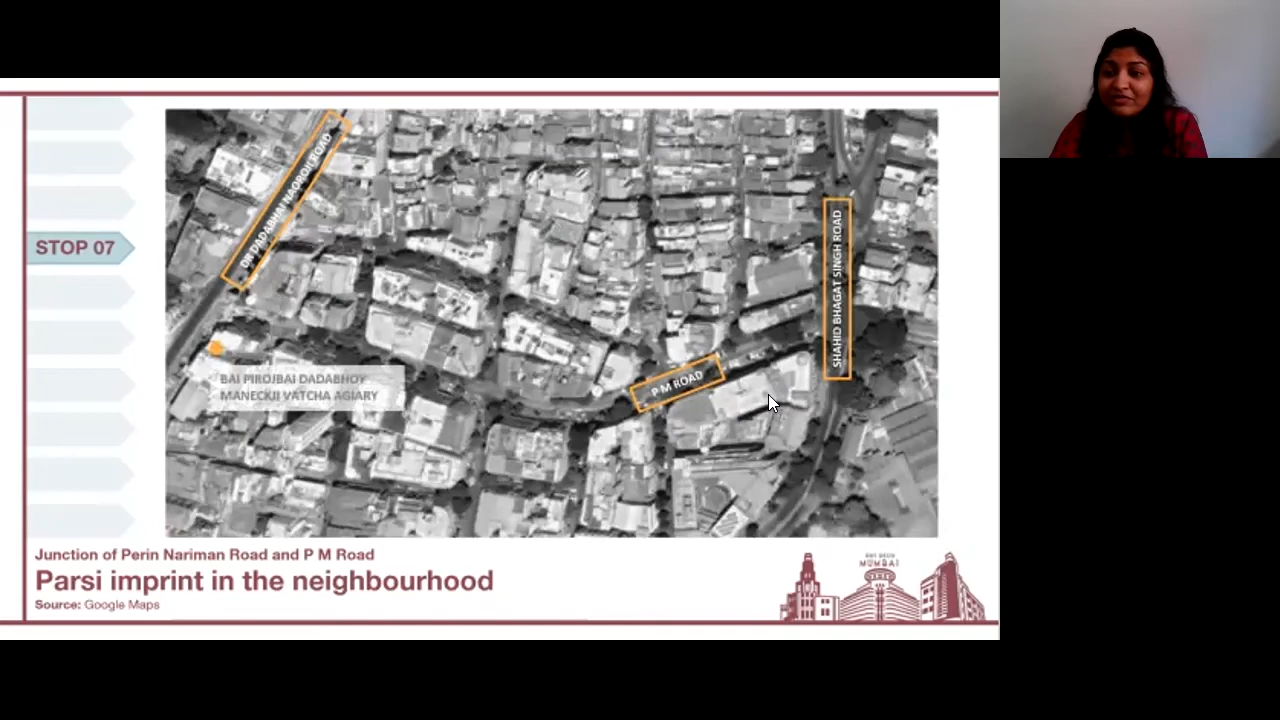 DR DADABHAI NAOROJI ROAD
SHAHID BHAGAT SINGH ROAD
STOP 07
BAI PIROJBAI DADABHOY
MANECKJI VATCHA AGIARY
P M ROAD
Junction of Perin Nariman Road and P M Road
Parsi imprint in the neighbourhood
Source: Google Maps
MUMBAI